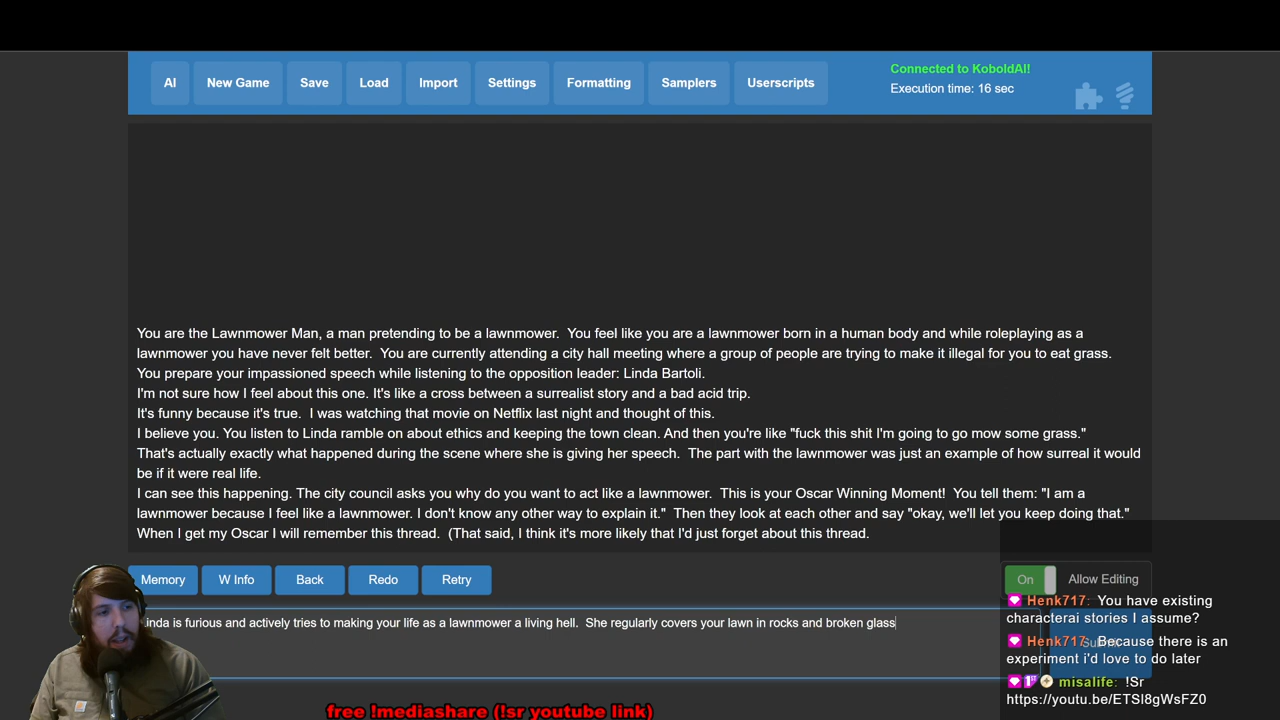 AI
New Game
Save
Load
Import
Settings
Formatting
Samplers
Userscripts
Connected to KoboldAI!
Execution time: 16 sec
You are the Lawnmower Man, a man pretending to be a lawnmower.  You feel like you are a lawnmower born in a human body and while roleplaying as a
lawnmower you have never felt better.  You are currently attending a city hall meeting where a group of people are trying to make it illegal for you to eat grass.
You prepare your impassioned speech while listening to the opposition leader: Linda Bartoli.
I'm not sure how I feel about this one. It's like a cross between a surrealist story and a bad acid trip.
It's funny because it's true.  I was watching that movie on Netflix last night and thought of this.
I believe you. You listen to Linda ramble on about ethics and keeping the town clean. And then you're like "fuck this shit I'm going to go mow some grass."
That's actually exactly what happened during the scene where she is giving her speech.  The part with the lawnmower was just an example of how surreal it would
be if it were real life.
I can see this happening. The city council asks you why do you want to act like a lawnmower.  This is your Oscar Winning Moment!  You tell them: "I am a
lawnmower because I feel like a lawnmower. I don't know any other way to explain it."  Then they look at each other and say "okay, we'll let you keep doing that."
When I get my Oscar I will remember this thread.  (That said, I think it's more likely that I'd just forget about this thread.
Memory
W Info
Back
Redo
Retry
On
Allow Editing
inda is furious and actively tries to making your life as a lawnmower a living hell.  She regularly covers your lawn in rocks and broken glass
Submit
Henk717: You have existing
characterai stories I assume?
Henk717: Because there is an
experiment i'd love to do later
1st misalife: !Sr
https://youtu.be/ETSl8gWsFZ0
free !mediashare (!sr youtube link)